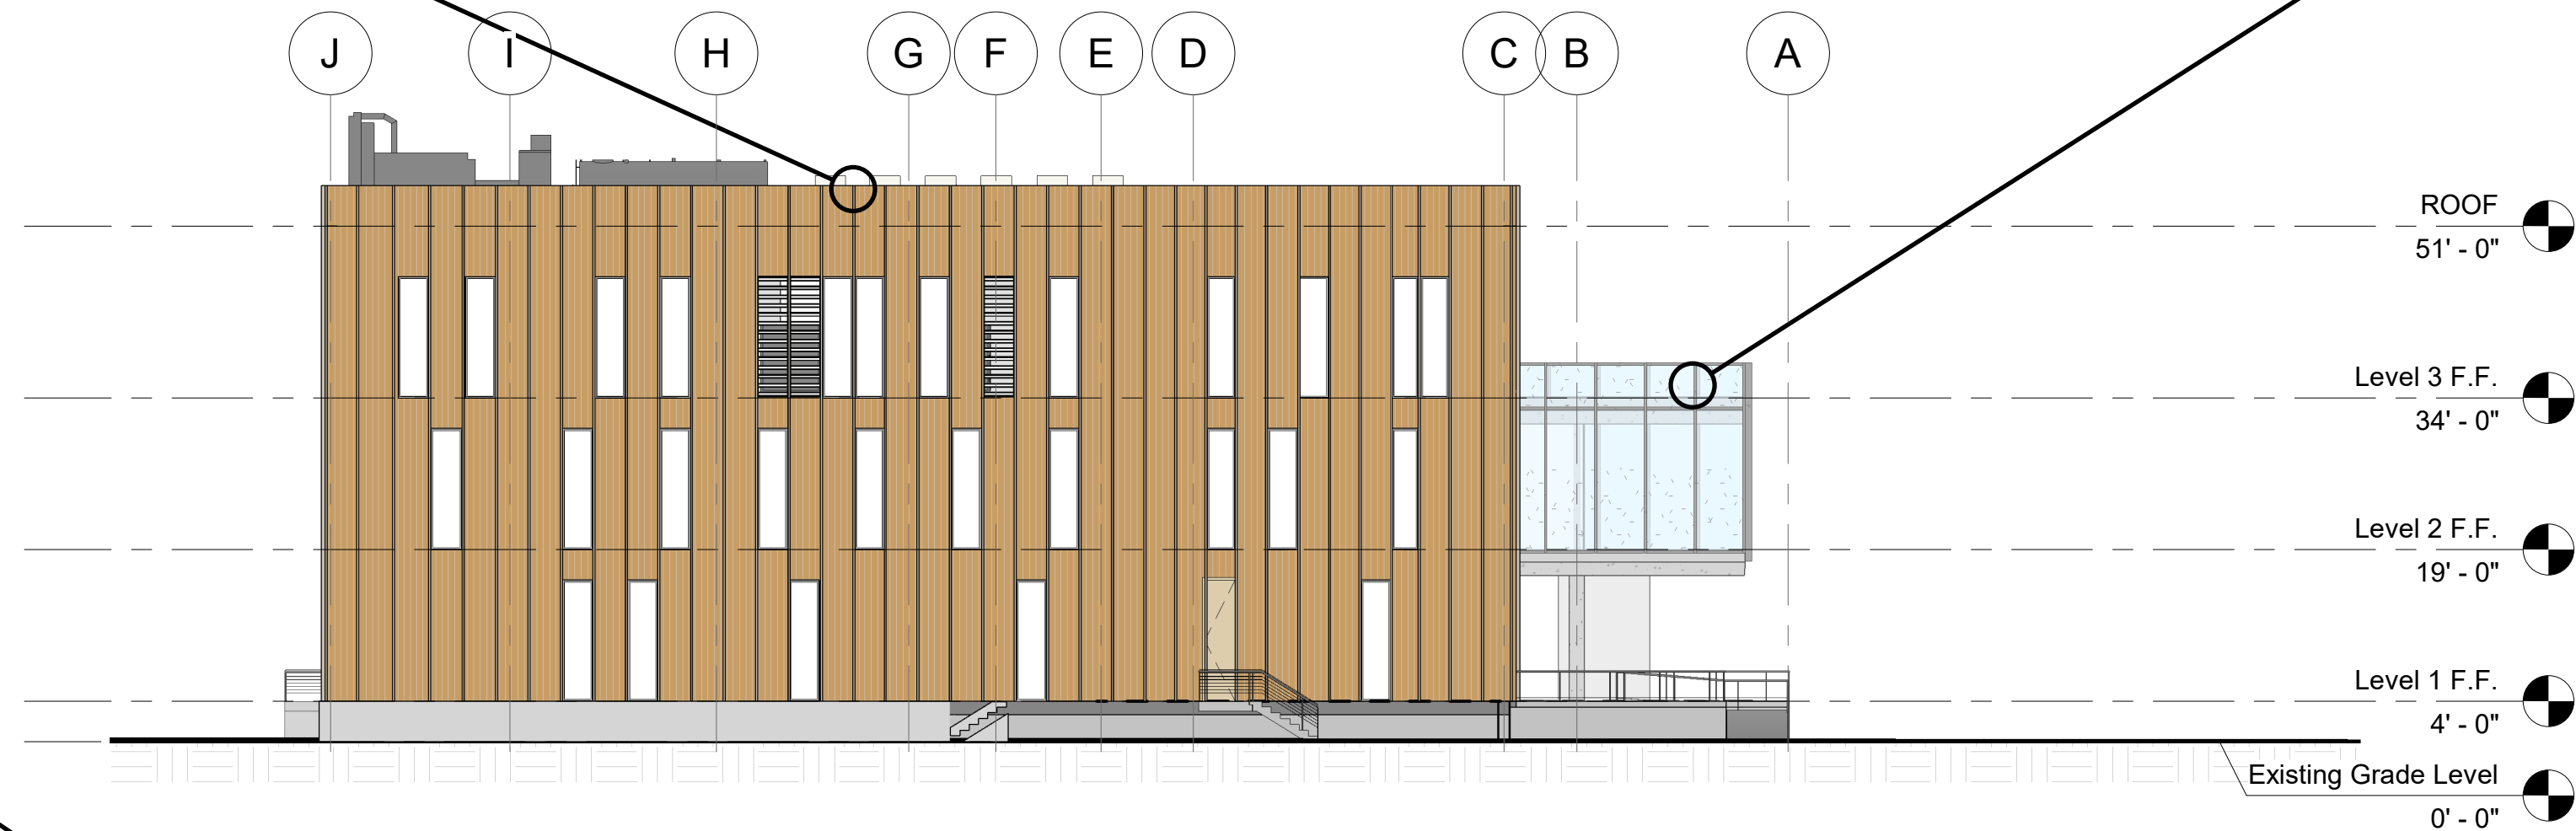 J I H G F E D C B A
ROOF
51' - 0"
Level 3 F.F.
34' - 0"
Level 2 F.F.
19' - 0"
Level 1 F.F.
4' - 0"
Existing Grade Level
0' - 0"